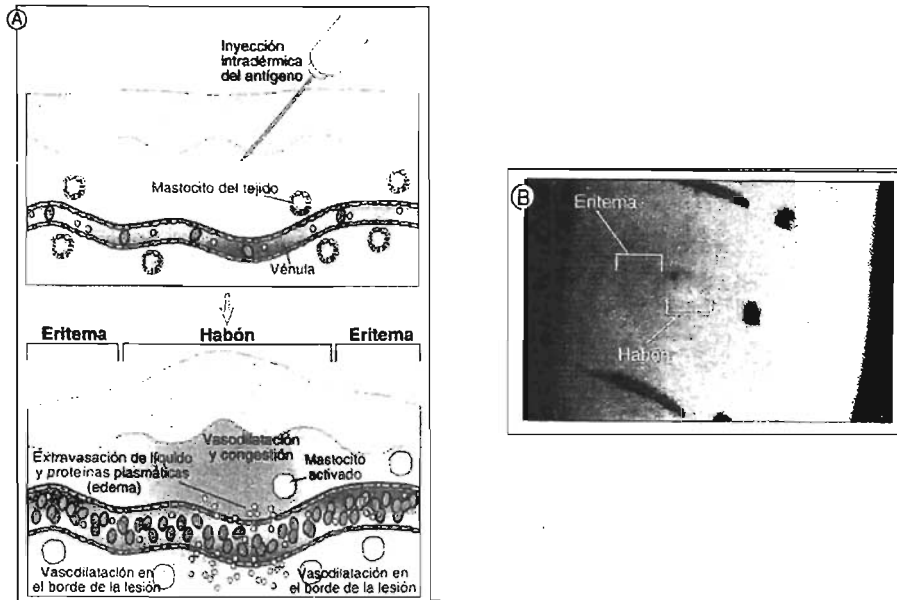 A
Inyección
intradérmica
del antígeno
Mastocito del tejido
Vénula
Eritema
Habón
Eritema
Vasodilatación
y congestión
Extravasación de líquido
y proteínas plasmáticas
(edema)
Mastocito
activado
Vasodilatación en
el borde de la lesión
Vasodilatación en
el borde de la lesión
B
Eritema
Habón